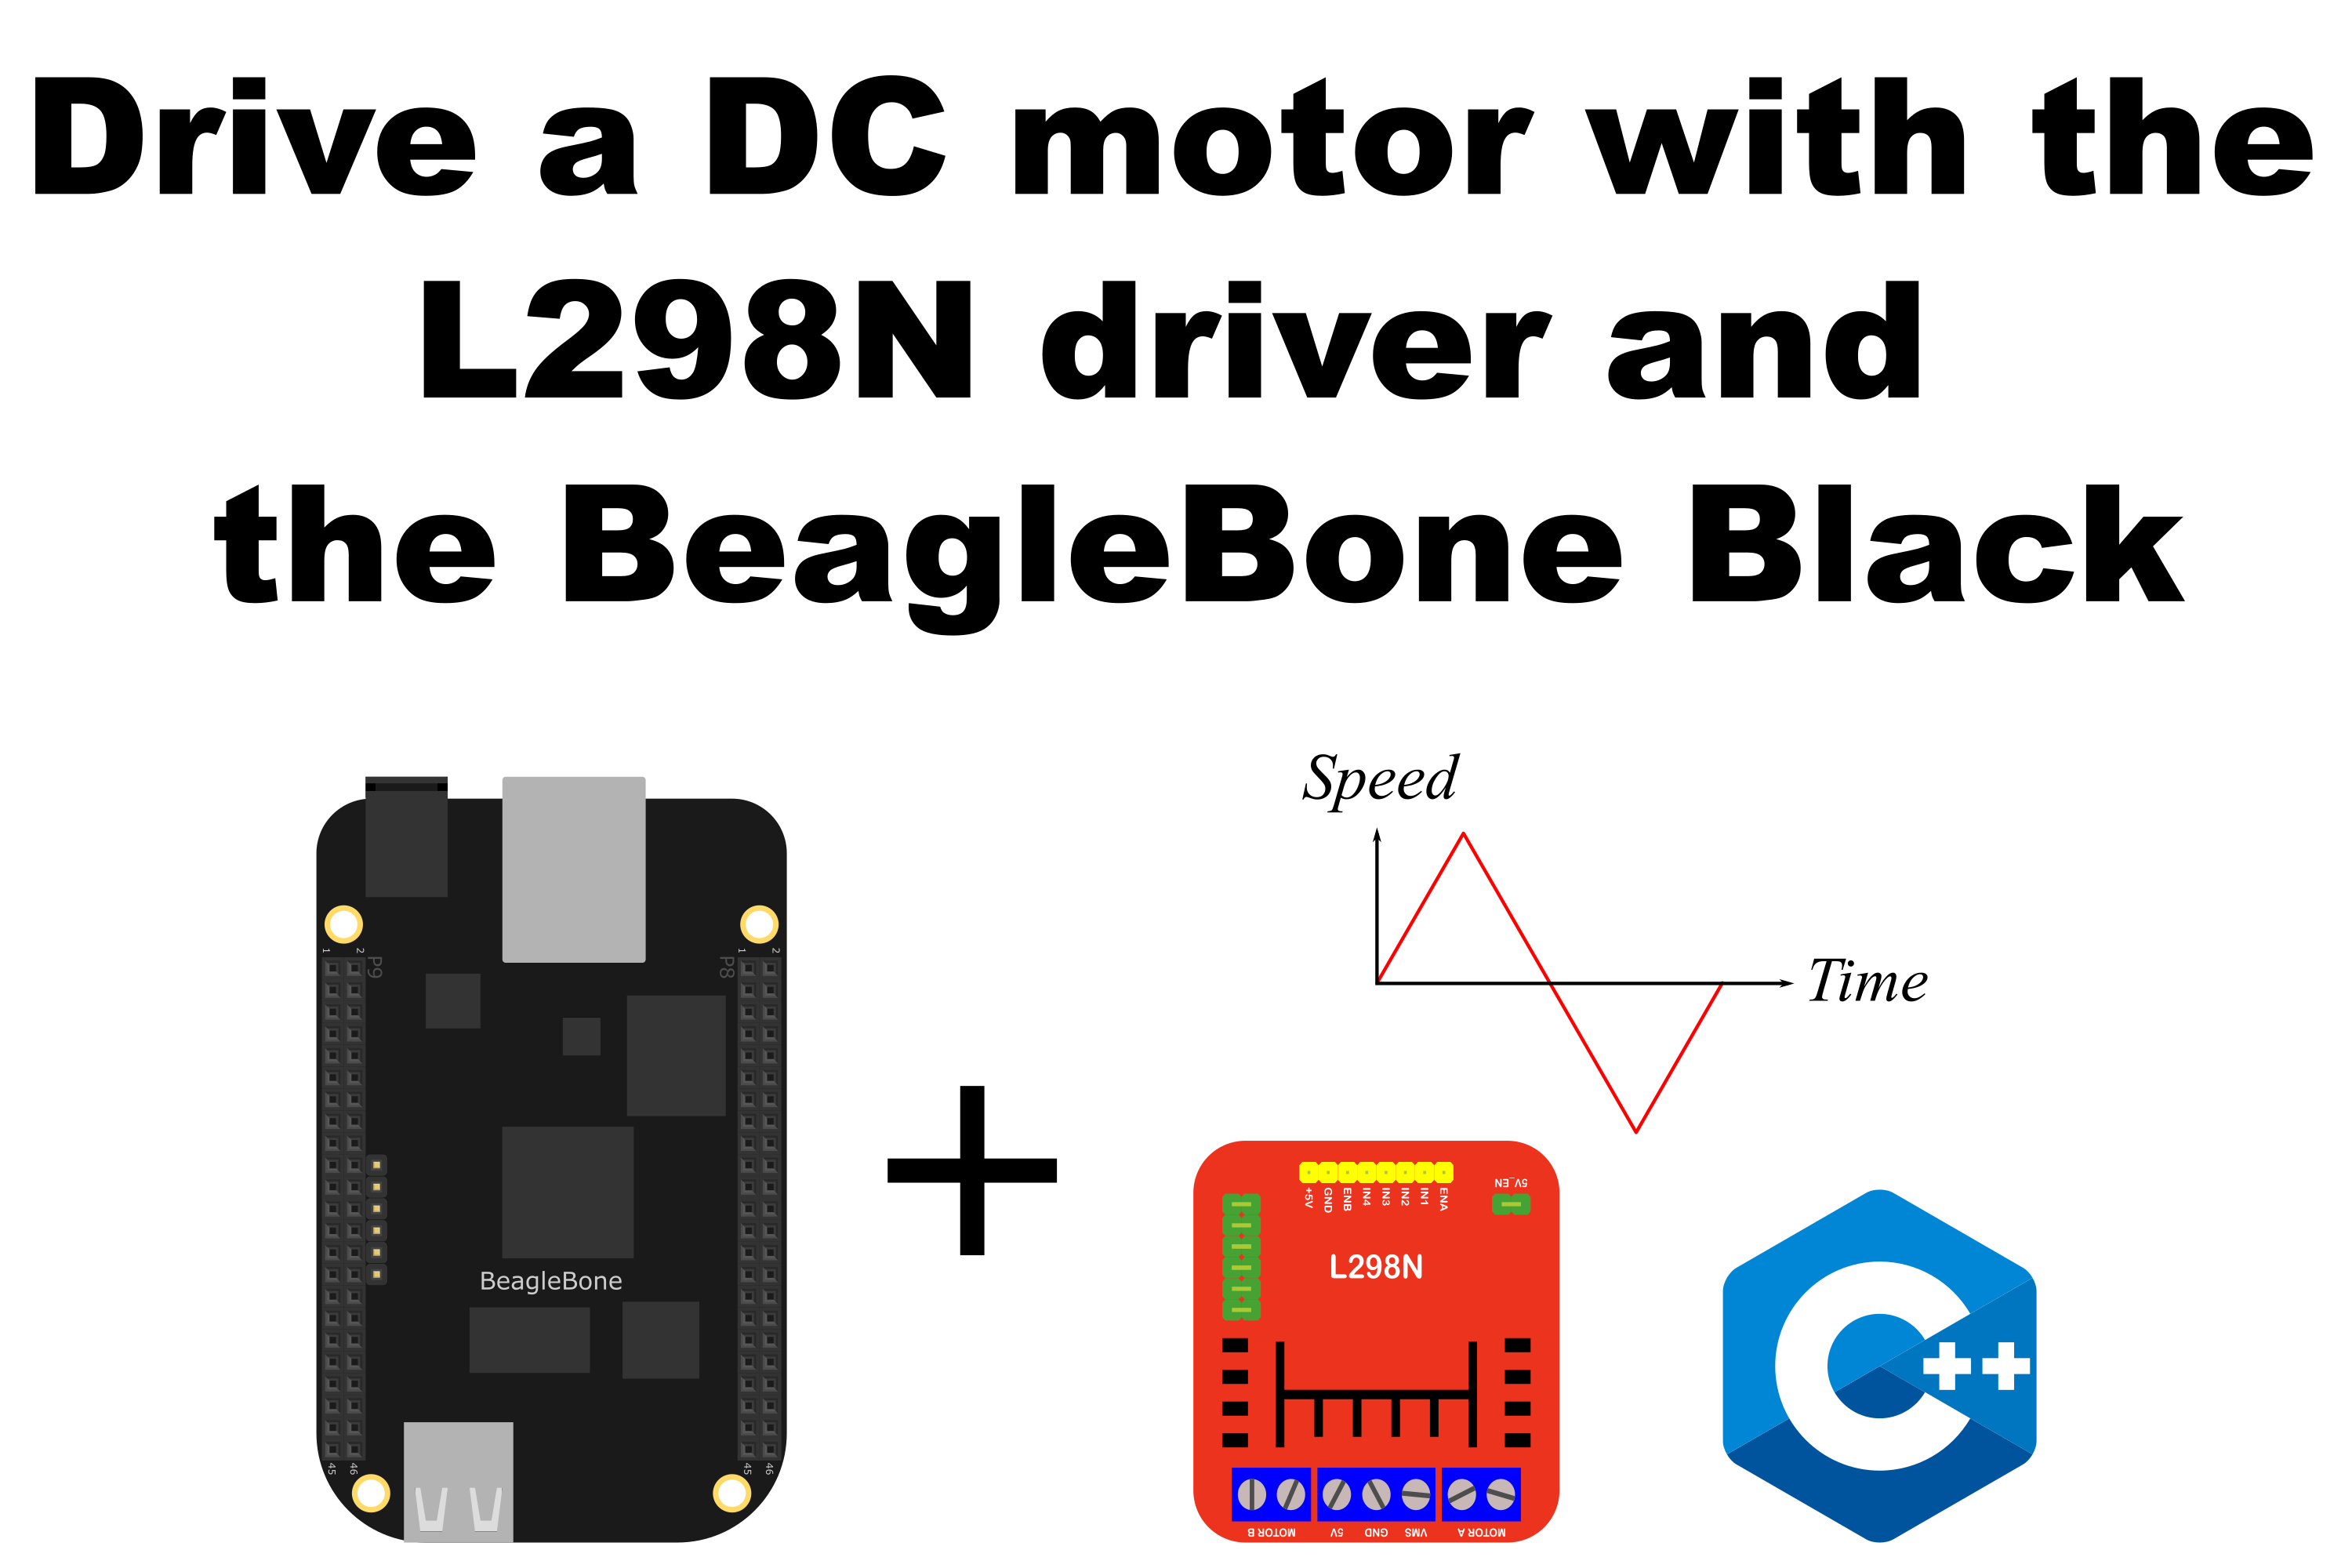 Drive a DC motor with the
L298N driver and
the BeagleBone Black
Speed
Time
1 2 1 2
P9 P8
BeagleBone
45 46 45 46
5V_EN
+5V GND ENB IN4 IN3 IN2 IN1 ENA
L298N
MOTOR B 5V GND VMS MOTOR A
C++